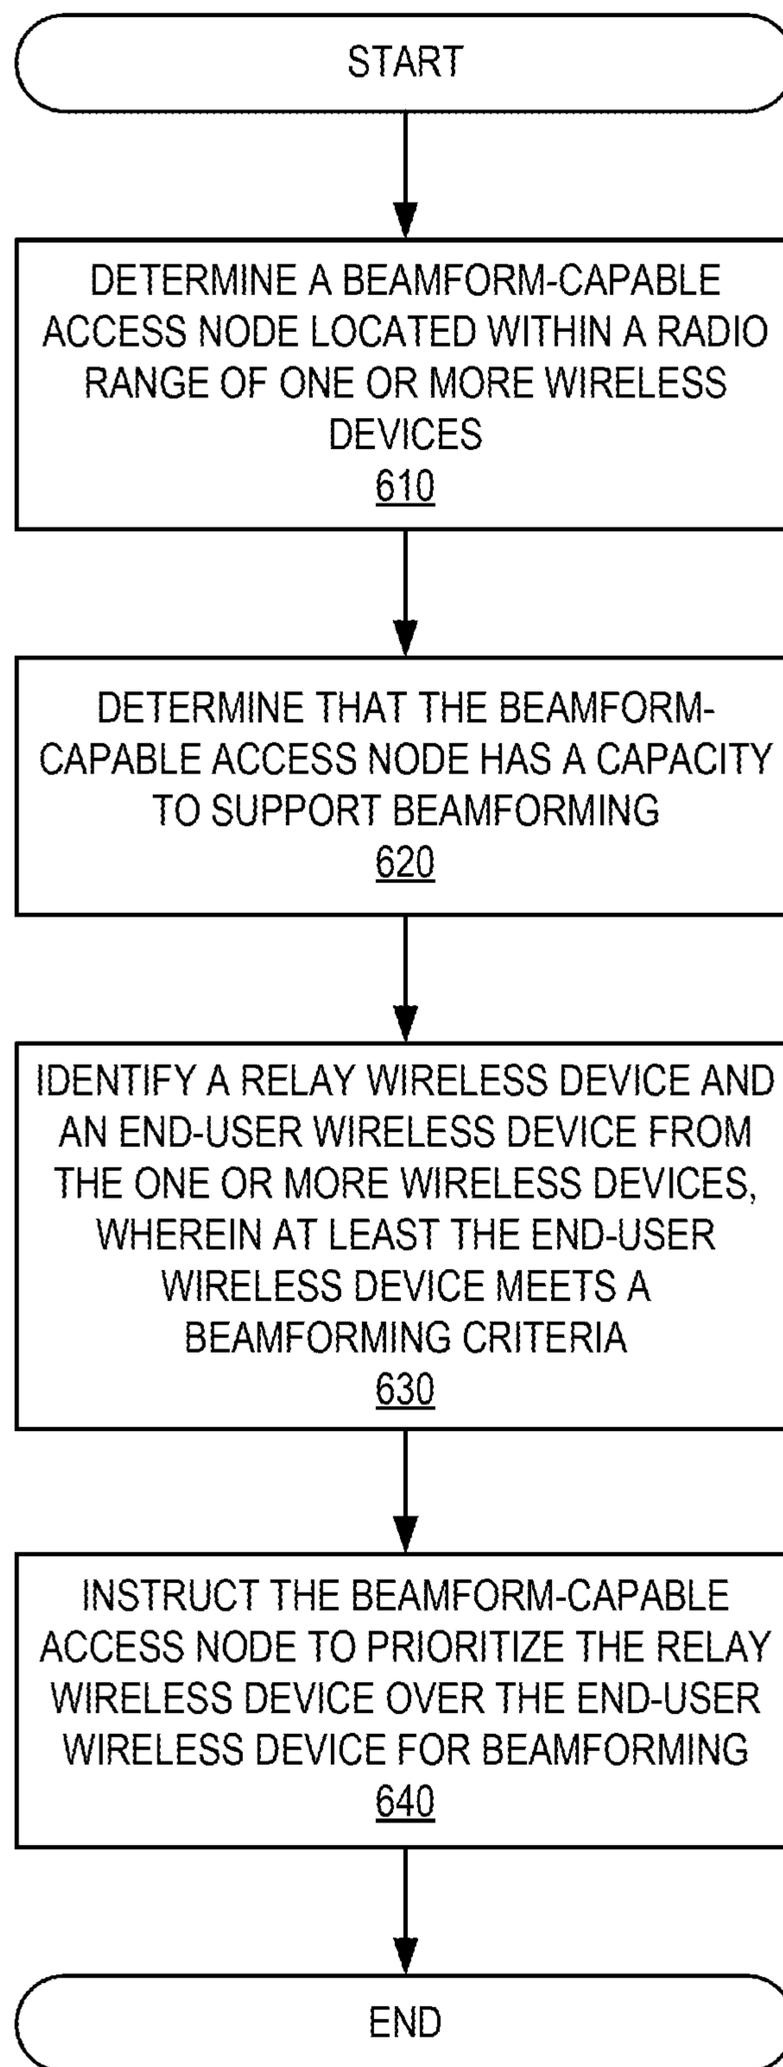 START
DETERMINE A BEAMFORM-CAPABLE
ACCESS NODE LOCATED WITHIN A RADIO
RANGE OF ONE OR MORE WIRELESS
DEVICES
610
DETERMINE THAT THE BEAMFORM-
CAPABLE ACCESS NODE HAS A CAPACITY
TO SUPPORT BEAMFORMING
620
IDENTIFY A RELAY WIRELESS DEVICE AND
AN END-USER WIRELESS DEVICE FROM
THE ONE OR MORE WIRELESS DEVICES,
WHEREIN AT LEAST THE END-USER
WIRELESS DEVICE MEETS A
BEAMFORMING CRITERIA
630
INSTRUCT THE BEAMFORM-CAPABLE
ACCESS NODE TO PRIORITIZE THE RELAY
WIRELESS DEVICE OVER THE END-USER
WIRELESS DEVICE FOR BEAMFORMING
640
END